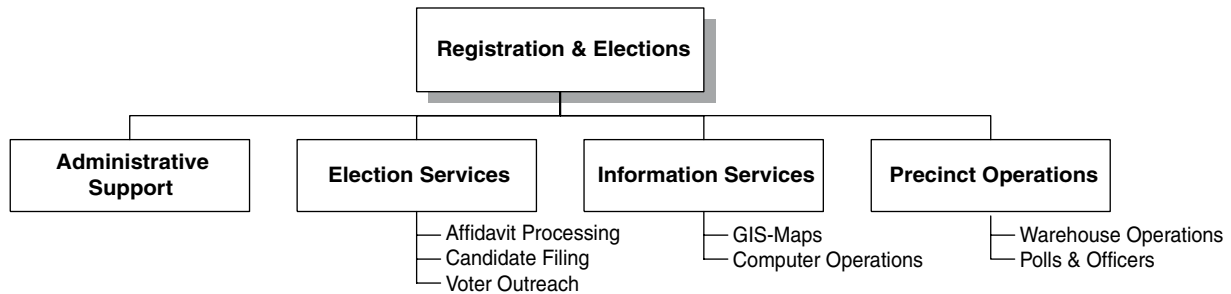 Registration & Elections
Administrative
Support
Election Services
Affidavit Processing
Candidate Filing
Voter Outreach
Information Services
GIS-Maps
Computer Operations
Precinct Operations
Warehouse Operations
Polls & Officers